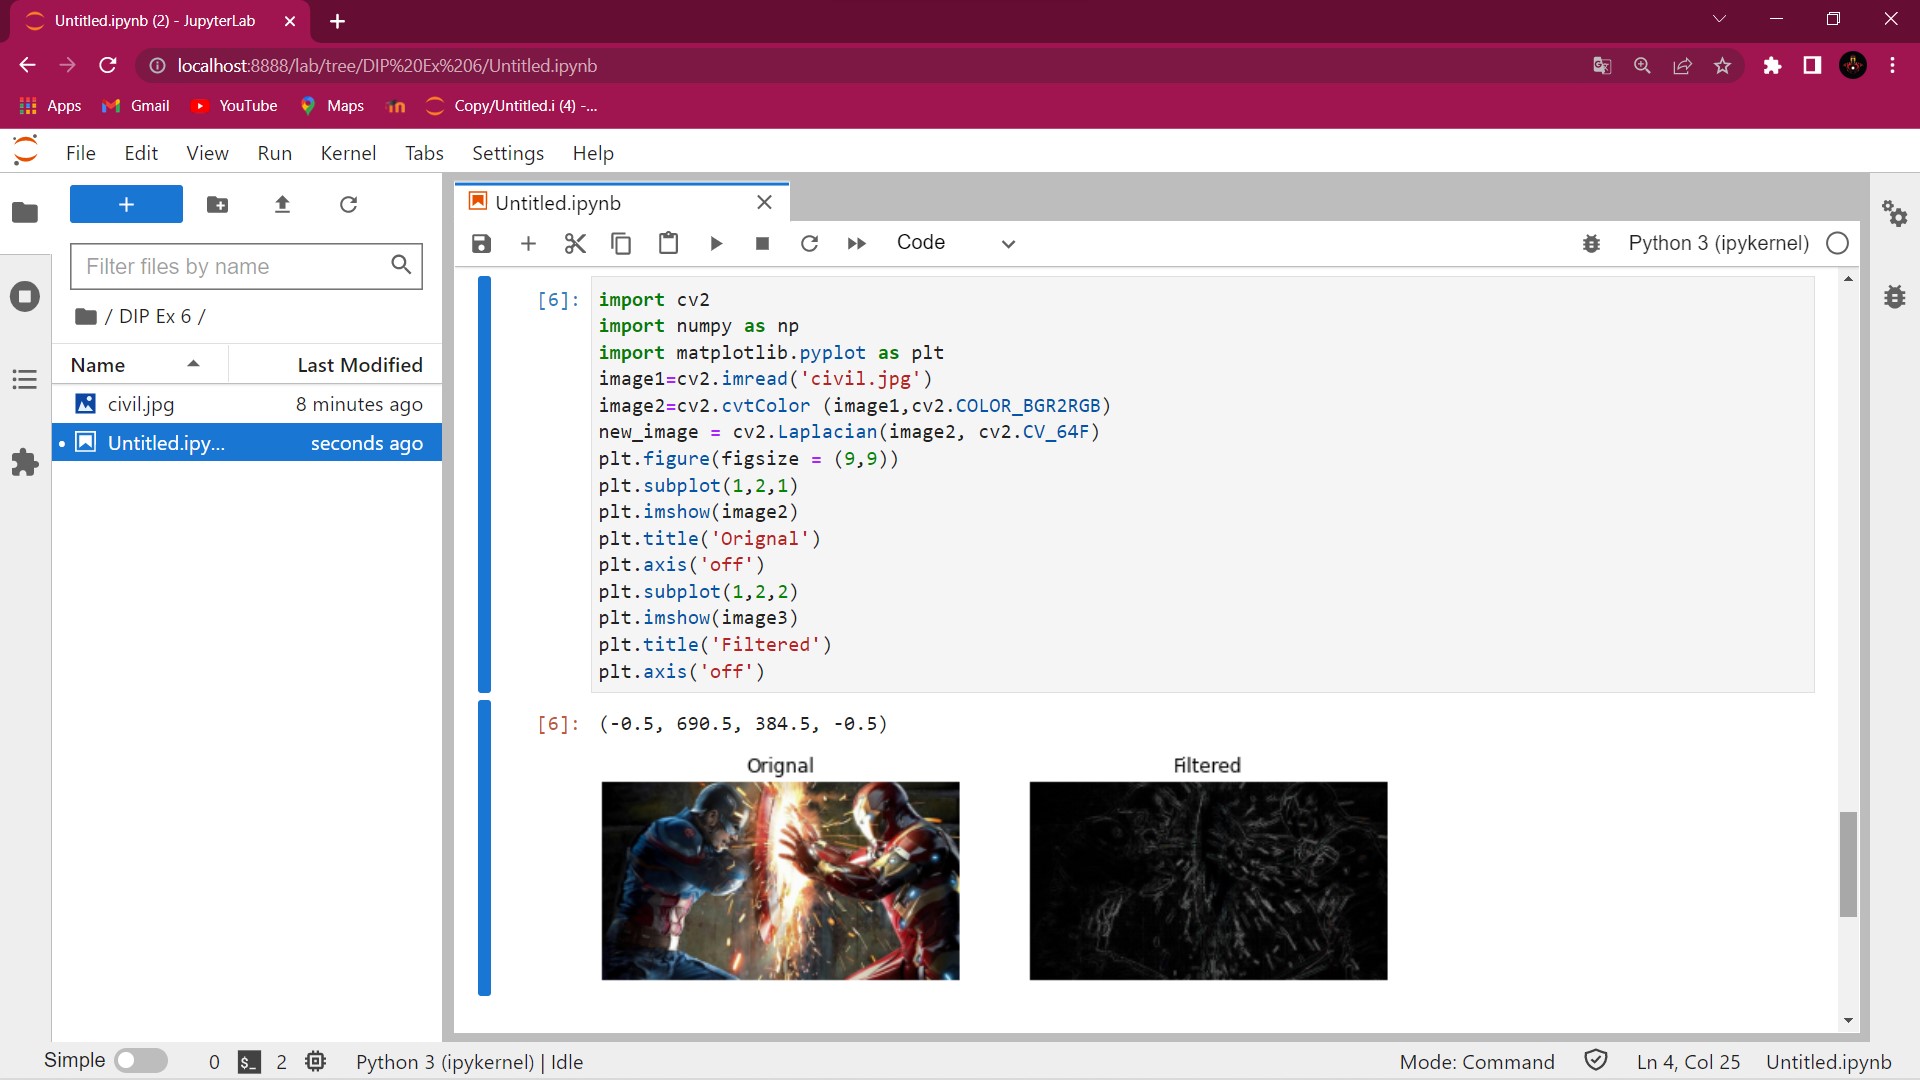 Untitled.ipynb (2) - JupyterLab
localhost:8888/lab/tree/DIP%20Ex%206/Untitled.ipynb
Apps Gmail YouTube Maps Copy/Untitled.i (4) -...
File Edit View Run Kernel Tabs Settings Help
Untitled.ipynb
Filter files by name
Code
Python 3 (ipykernel)
/ DIP Ex 6 /
Name Last Modified
civil.jpg 8 minutes ago
Untitled.ipy... seconds ago
[6]: import cv2
import numpy as np
import matplotlib.pyplot as plt
image1=cv2.imread('civil.jpg')
image2=cv2.cvtColor (image1,cv2.COLOR_BGR2RGB)
new_image = cv2.Laplacian(image2, cv2.CV_64F)
plt.figure(figsize = (9,9))
plt.subplot(1,2,1)
plt.imshow(image2)
plt.title('Orignal')
plt.axis('off')
plt.subplot(1,2,2)
plt.imshow(image3)
plt.title('Filtered')
plt.axis('off')
[6]: (-0.5, 690.5, 384.5, -0.5)
Orignal Filtered
Simple 0 $_ 2 Python 3 (ipykernel) | Idle Mode: Command Ln 4, Col 25 Untitled.ipynb